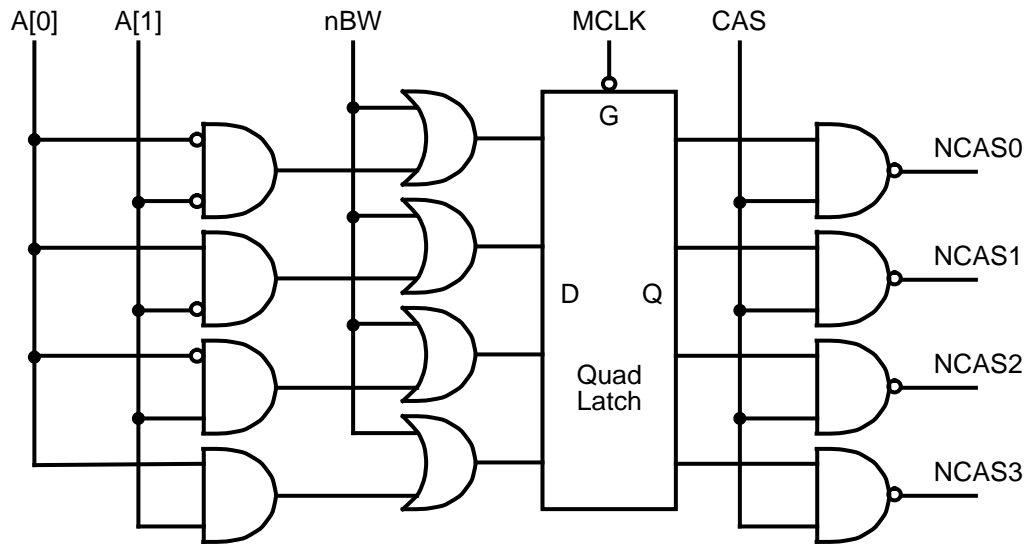 A[0] A[1] nBW MCLK CAS
G
NCAS0
NCAS1
D Q
NCAS2
Quad
Latch
NCAS3